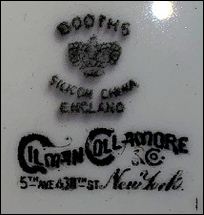 BOOTHS
SILICON CHINA
ENGLAND
GILMAN COLLAMORE
& CO.
5TH AVE & 30TH ST. New York.